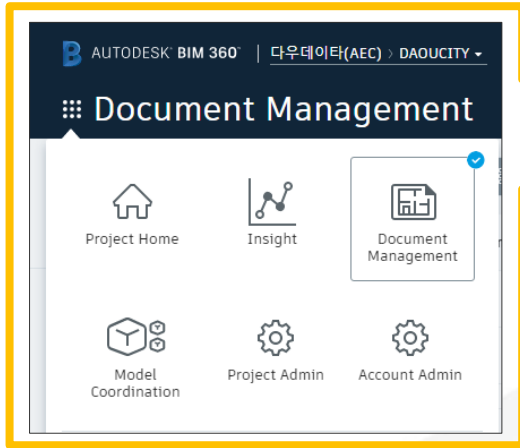 AUTODESK® BIM 360™ | 다우데이타(AEC) > DAOUCITY
Document Management
Project Home
Insight
Document
Management
Model
Coordination
Project Admin
Account Admin